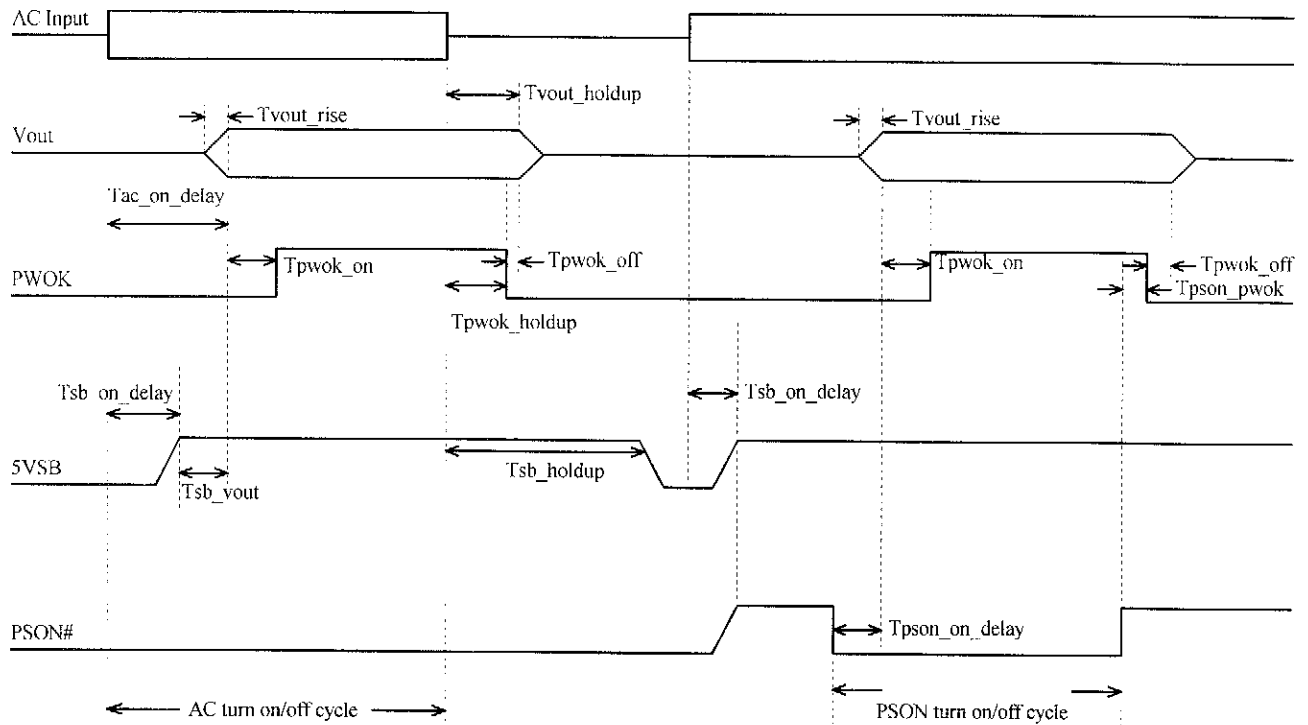 AC Input
Tvout_holdup
Tvout_rise
Tvout_rise
Vout
Tac_on_delay
Tpwok_on
Tpwok_off
Tpwok_on
Tpwok_off
PWOK
Tpson_pwok
Tpwok_holdup
Tsb_on_delay
Tsb_on_delay
5VSB
Tsb_holdup
Tsb_vout
PSON#
Tpson_on_delay
AC turn on/off cycle
PSON turn on/off cycle